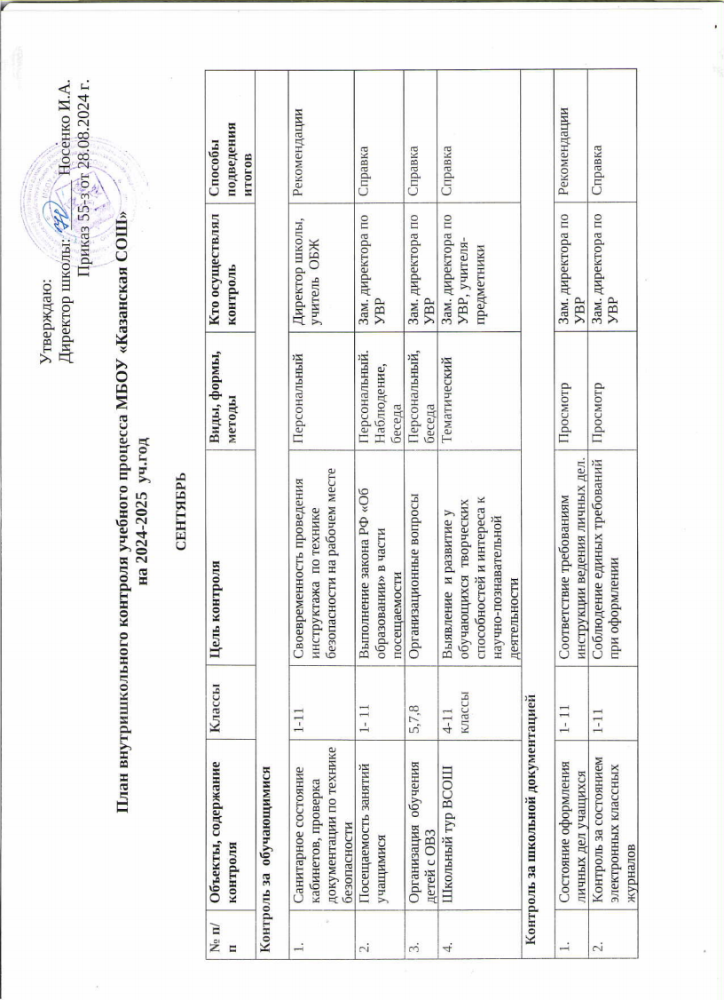 Утверждаю:
Директор школы: Носенко И.А.
Приказ 55-з от 28.08.2024 г.
План внутришкольного контроля учебного процесса МБОУ «Казанская СОШ»
на 2024-2025 уч.год
СЕНТЯБРЬ
№ п/
п
Объекты, содержание
контроля
Классы
Цель контроля
Виды, формы,
методы
Кто осуществлял
контроль
Способы
подведения
итогов
Контроль за обучающимися
1.
Санитарное состояние
кабинетов, проверка
документации по технике
безопасности
1-11
Своевременность проведения
инструктажа по технике
безопасности на рабочем месте
Персональный
Директор школы,
учитель ОБЖ
Рекомендации
2.
Посещаемость занятий
учащимися
1- 11
Выполнение закона РФ «Об
образовании» в части
посещаемости
Персональный.
Наблюдение,
беседа
Зам. директора по
УВР
Справка
3.
Организация обучения
детей с ОВЗ
5,7,8
Организационные вопросы
Персональный,
беседа
Зам. директора по
УВР
Справка
4.
Школьный тур ВСОШ
4-11
классы
Выявление и развитие у
обучающихся творческих
способностей и интереса к
научно-познавательной
деятельности
Тематический
Зам. директора по
УВР, учителя-
предметники
Справка
Контроль за школьной документацией
1.
Состояние оформления
личных дел учащихся
1- 11
Соответствие требованиям
инструкции ведения личных дел.
Просмотр
Зам. директора по
УВР
Рекомендации
2.
Контроль за состоянием
электронных классных
журналов
1-11
Соблюдение единых требований
при оформлении
Просмотр
Зам. директора по
УВР
Справка